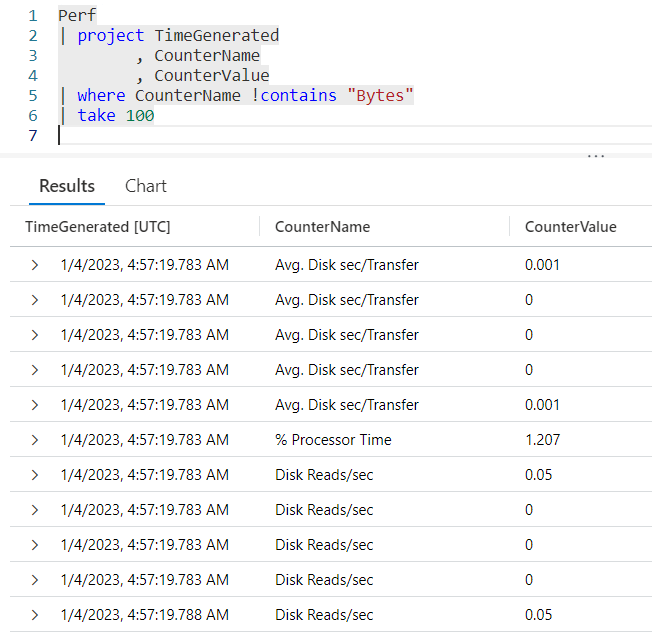 1 Perf
2 | project TimeGenerated
3 , CounterName
4 , CounterValue
5 | where CounterName !contains "Bytes"
6 | take 100
7
...
Results Chart
TimeGenerated [UTC] CounterName CounterValue
1/4/2023, 4:57:19.783 AM Avg. Disk sec/Transfer 0.001
1/4/2023, 4:57:19.783 AM Avg. Disk sec/Transfer 0
1/4/2023, 4:57:19.783 AM Avg. Disk sec/Transfer 0
1/4/2023, 4:57:19.783 AM Avg. Disk sec/Transfer 0
1/4/2023, 4:57:19.783 AM Avg. Disk sec/Transfer 0.001
1/4/2023, 4:57:19.783 AM % Processor Time 1.207
1/4/2023, 4:57:19.783 AM Disk Reads/sec 0.05
1/4/2023, 4:57:19.783 AM Disk Reads/sec 0
1/4/2023, 4:57:19.783 AM Disk Reads/sec 0
1/4/2023, 4:57:19.783 AM Disk Reads/sec 0
1/4/2023, 4:57:19.788 AM Disk Reads/sec 0.05